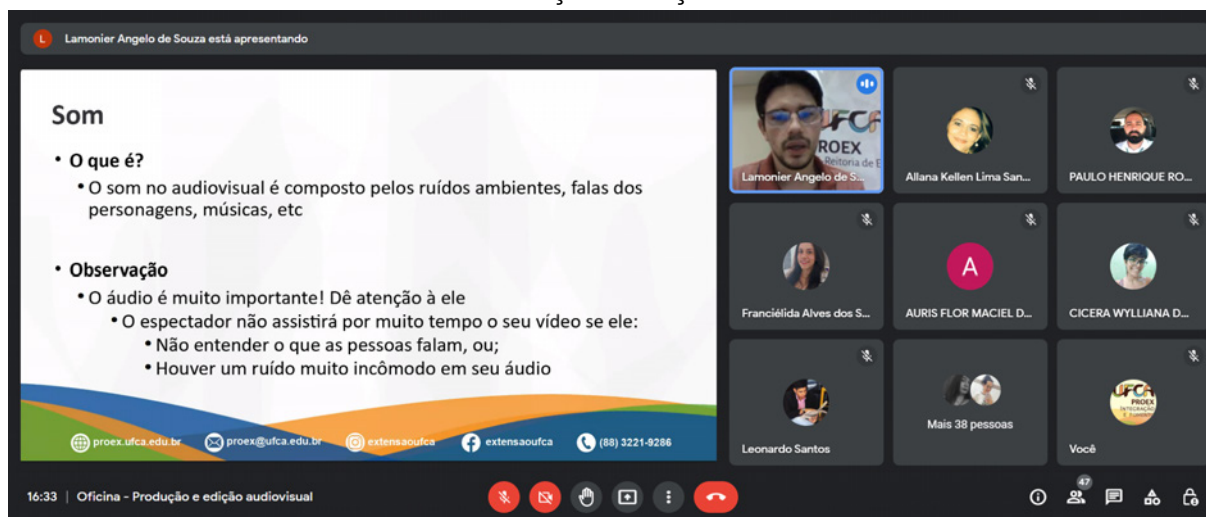 L Lamonier Angelo de Souza está apresentando
Som
• O que é?
• O som no audiovisual é composto pelos ruídos ambientes, falas dos
personagens, músicas, etc
• Observação
• O áudio é muito importante! Dê atenção à ele
• O espectador não assistirá por muito tempo o seu vídeo se ele:
• Não entender o que as pessoas falam, ou;
• Houver um ruído muito incômodo em seu áudio
proex.ufca.edu.br proex@ufca.edu.br extensaoufca extensaoufca (88) 3221-9286
UFCA
PROEX
Reitoria de E
Lamonier Angelo de S...
Allana Kellen Lima San...
PAULO HENRIQUE RO...
Franciélida Alves dos S...
A
AURIS FLOR MACIEL D...
CICERA WYLLIANA D...
Leonardo Santos
Mais 38 pessoas
UFCA
PROEX
INTEGRAÇÃO
Você
16:33 | Oficina - Produção e edição audiovisual
47